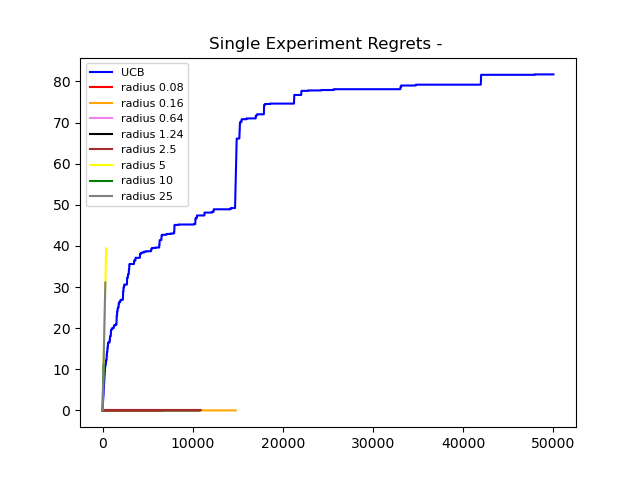 Single Experiment Regrets -
UCB
radius 0.08
radius 0.16
radius 0.64
radius 1.24
radius 2.5
radius 5
radius 10
radius 25
80
70
60
50
40
30
20
10
0
0 10000 20000 30000 40000 50000